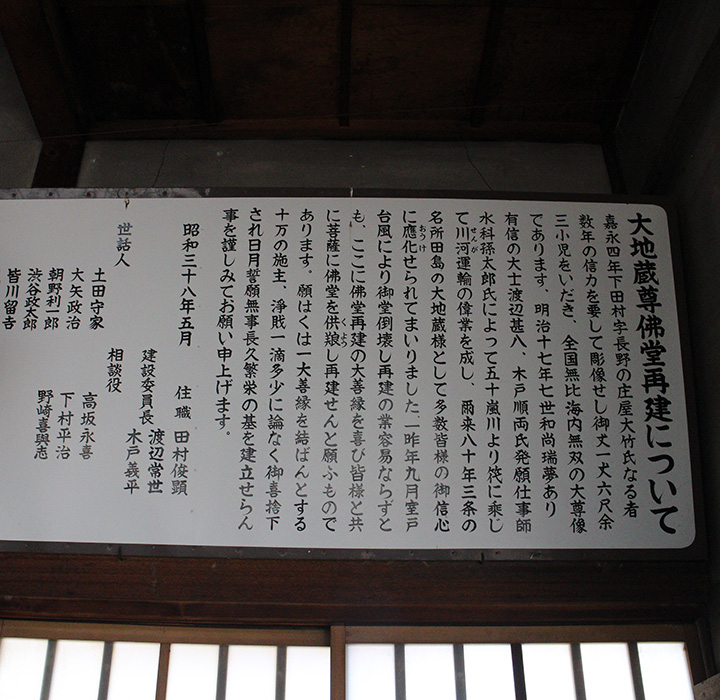 大地蔵尊佛堂再建について
嘉永四年下田村字長野の庄屋大竹氏なる者
数年の信力を要して彫像せし御丈一丈六尺余
三小児をいだき、全国無比海内無双の大尊像
であります、明治十七年七世和尚瑞夢あり
有信の大士渡辺甚八、木戸順両氏発願仕事師
水科孫太郎氏によって五十嵐川より筏に乗じ
て川河運輸の偉業を成し、爾来八十年三条の
名所田島の大地蔵様として多数皆様の御信心
に應化せられてまいりました、一昨年九月室戸
台風により御堂倒壊し再建の業容易ならずと
も、ここに佛堂再建の大善縁を喜び皆様と共
に菩薩に佛堂を供娘し再建せんと願ふもので
あります。願はくは一大善縁を結ばんとする
十万の施主、浄賍一滴多少に論なく御喜捨下
され日月誓願無事長久繁栄の基を建立せらん
事を謹しみてお願い申上げます。
昭和三十八年五月
住職 田村俊顕
建設委員長 渡辺常世
木戸義平
相談役
高坂永喜
下村平治
野崎喜與志
世話人
土田守家
大矢政治
朝野利一郎
渋谷政太郎
皆川留吉
せんが
おうけ
くよう